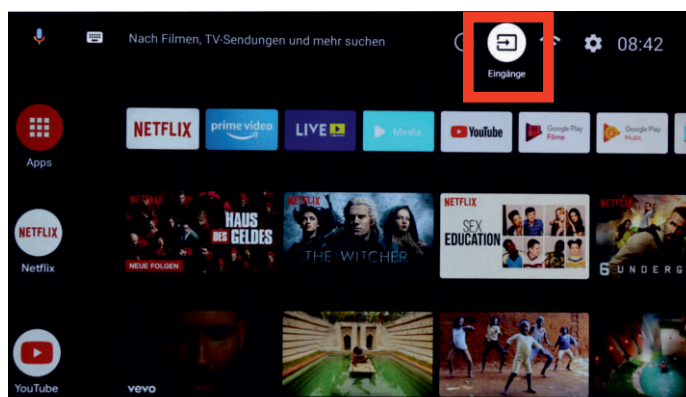 Nach Filmen, TV-Sendungen und mehr suchen
08:42
Eingänge
Apps
NETFLIX
prime video
LIVE
Media
YouTube
Google Play
Filme
Google Play
Music
NETFLIX
Netflix
NETFLIX
HAUS
DES GELDES
NEUE FOLGEN
NETFLIX
THE WITCHER
NETFLIX
SEX
EDUCATION
NETFLIX
6 UNDERG
YouTube
vevo